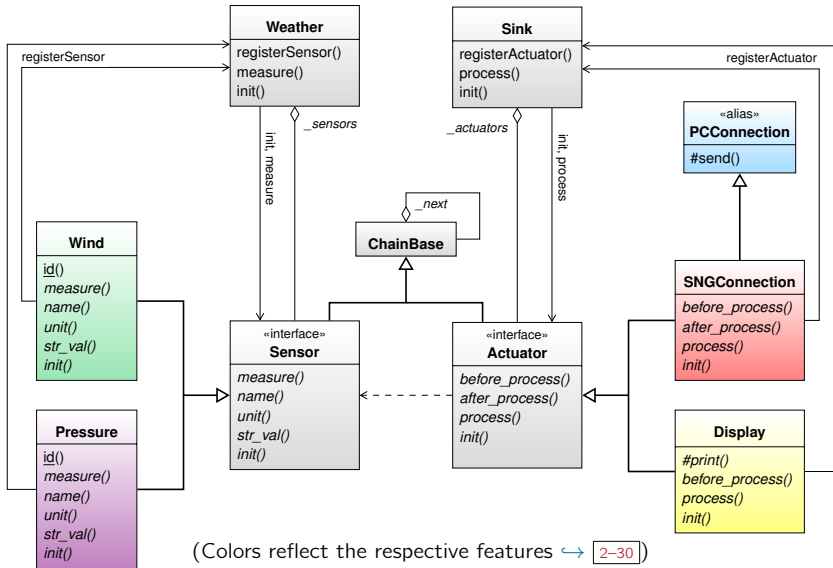 Weather
registerSensor()
measure()
init()
Sink
registerActuator()
process()
init()
registerSensor
registerActuator
_sensors
_actuators
init, measure
init, process
«alias»
PCConnection
#send()
_next
ChainBase
Wind
id()
measure()
name()
unit()
str_val()
init()
SNGConnection
before_process()
after_process()
process()
init()
«interface»
Sensor
measure()
name()
unit()
str_val()
init()
«interface»
Actuator
before_process()
after_process()
process()
init()
Pressure
id()
measure()
name()
unit()
str_val()
init()
Display
#print()
before_process()
process()
init()
(Colors reflect the respective features ↪ 2–30)